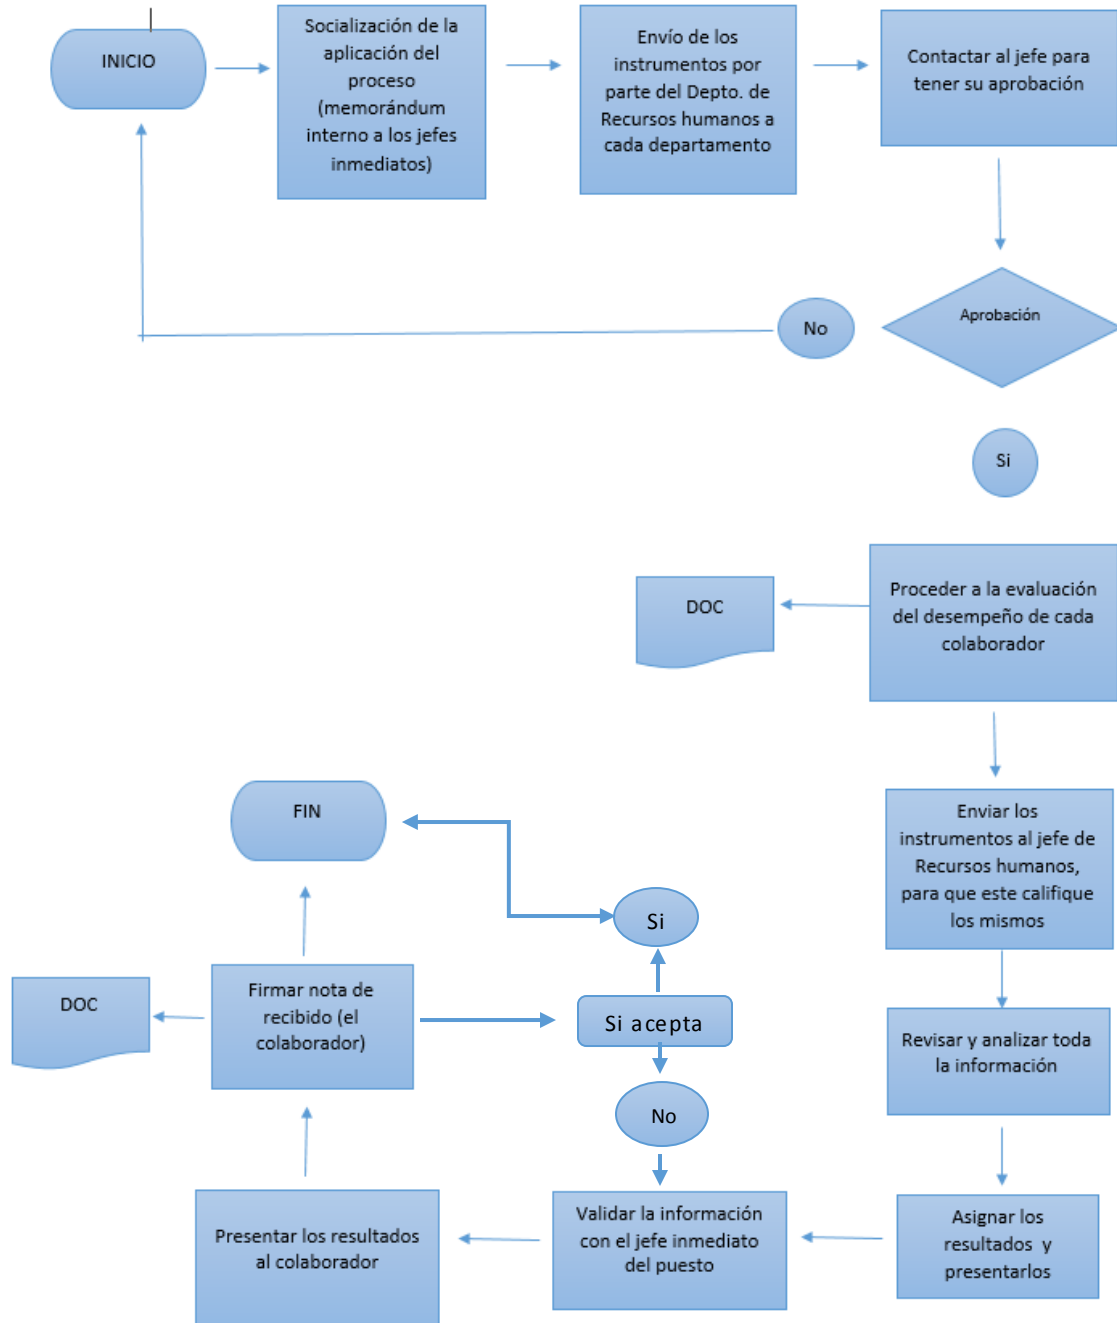 INICIO
Socialización de la
aplicación del
proceso
(memorándum
interno a los jefes
inmediatos)
Envío de los
instrumentos por
parte del Depto. de
Recursos humanos a
cada departamento
Contactar al jefe para
tener su aprobación
Aprobación
No
Si
Proceder a la evaluación
del desempeño de cada
colaborador
DOC
Enviar los
instrumentos al jefe de
Recursos humanos,
para que este califique
los mismos
Revisar y analizar toda
la información
Asignar los
resultados y
presentarlos
Validar la información
con el jefe inmediato
del puesto
Presentar los resultados
al colaborador
Firmar nota de
recibido (el
colaborador)
DOC
Si acepta
Si
No
FIN